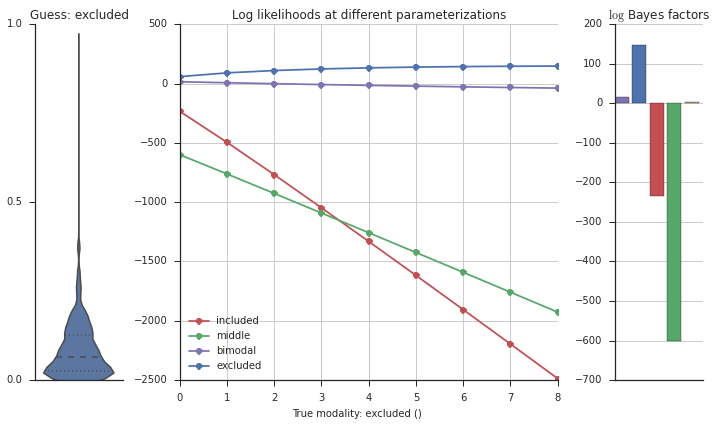 Guess: excluded
1.0
0.5
0.0
Log likelihoods at different parameterizations
500
0
−500
−1000
−1500
−2000
−2500
included
middle
bimodal
excluded
0 1 2 3 4 5 6 7 8
True modality: excluded ()
log Bayes factors
200
100
0
−100
−200
−300
−400
−500
−600
−700